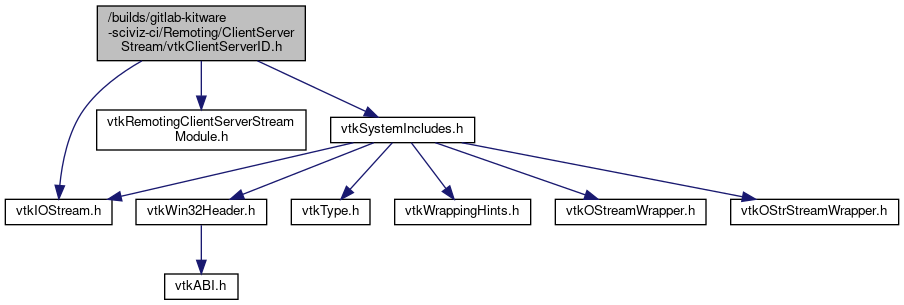 /builds/gitlab-kitware
-sciviz-ci/Remoting/ClientServer
Stream/vtkClientServerID.h
vtkRemotingClientServerStream
Module.h
vtkSystemIncludes.h
vtkIOStream.h
vtkWin32Header.h
vtkType.h
vtkWrappingHints.h
vtkOStreamWrapper.h
vtkOStrStreamWrapper.h
vtkABI.h